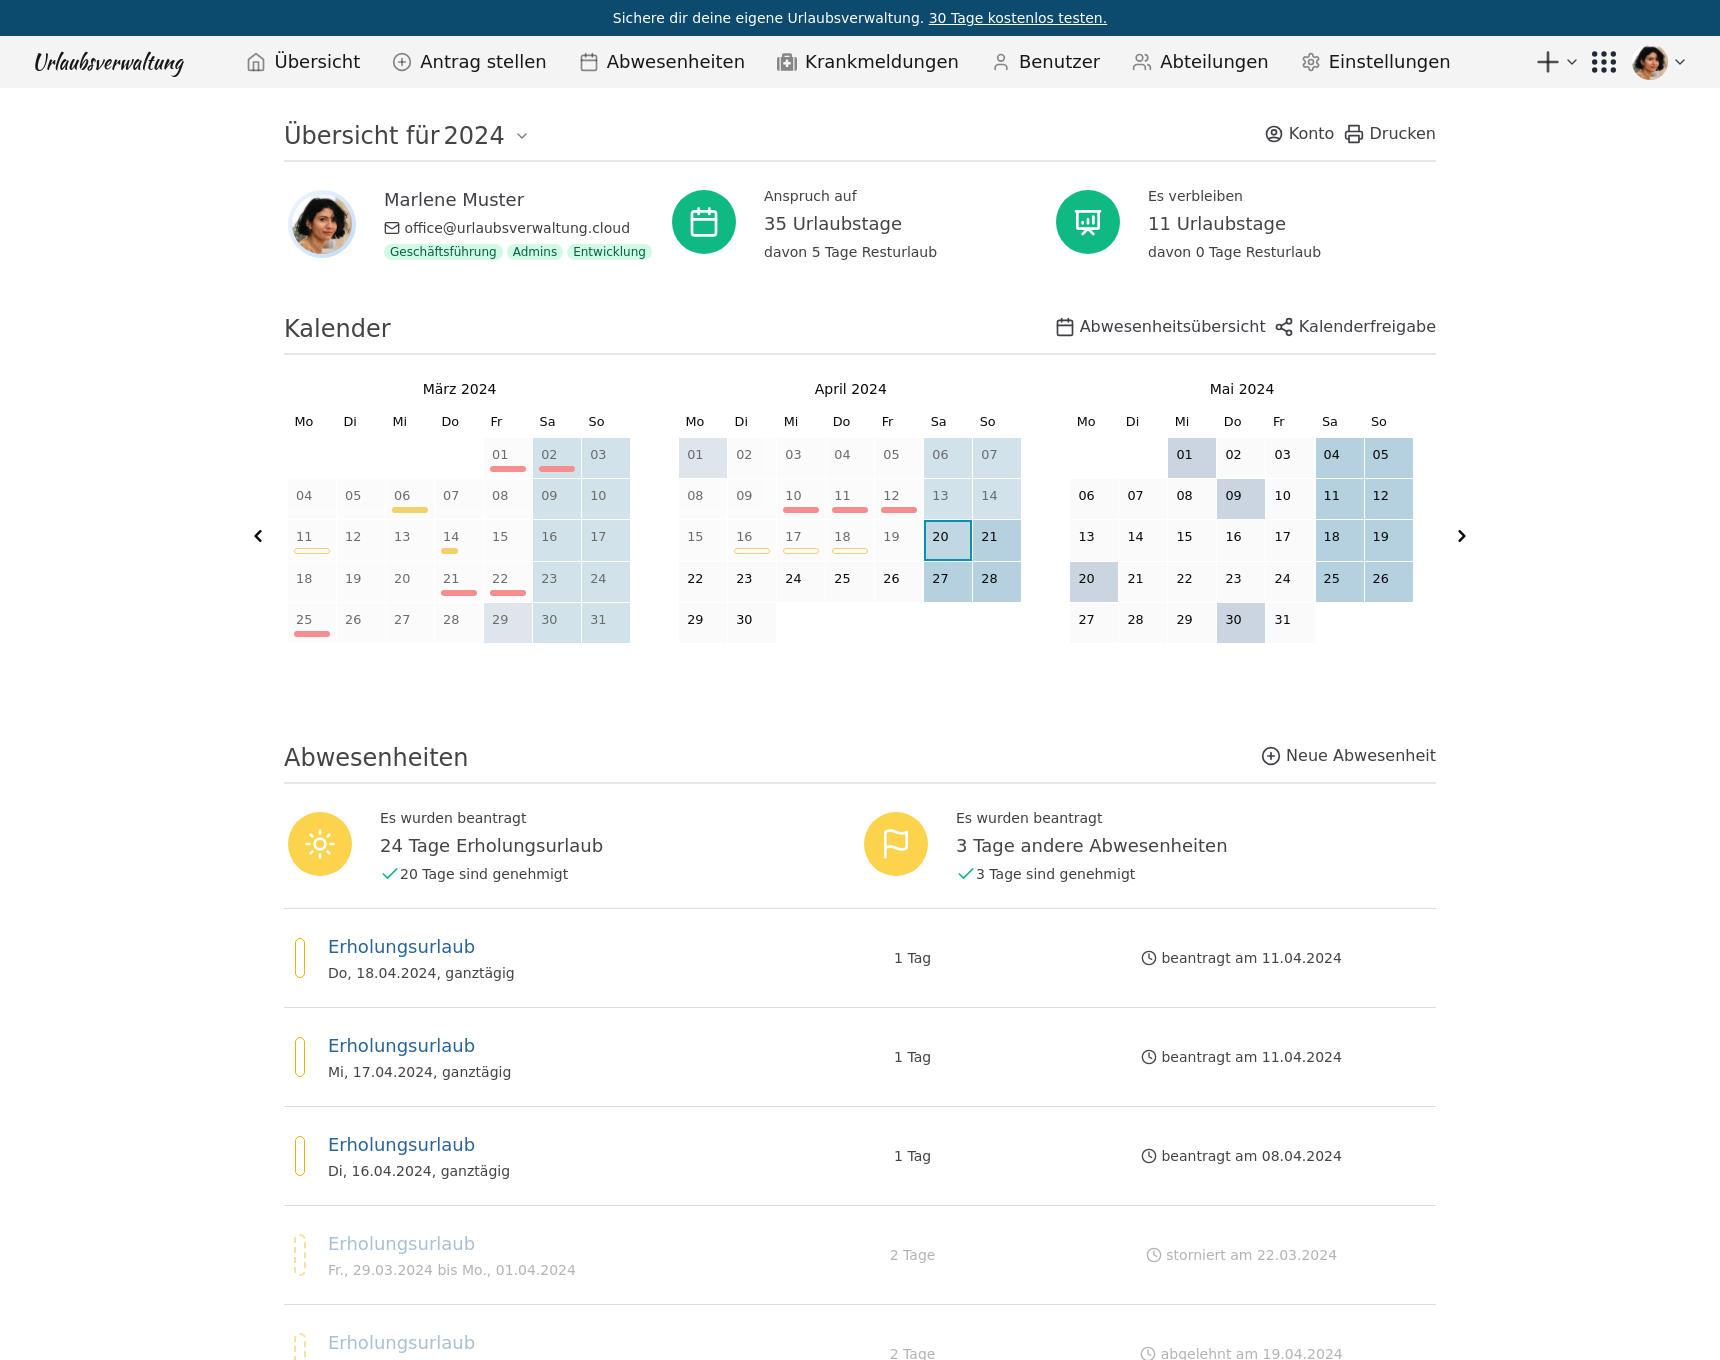 Sichere dir deine eigene Urlaubsverwaltung. 30 Tage kostenlos testen.
Urlaubsverwaltung Übersicht Antrag stellen Abwesenheiten Krankmeldungen Benutzer Abteilungen Einstellungen
Übersicht für 2024 Konto Drucken
Marlene Muster
office@urlaubsverwaltung.cloud
Geschäftsführung Admins Entwicklung
Anspruch auf
35 Urlaubstage
davon 5 Tage Resturlaub
Es verbleiben
11 Urlaubstage
davon 0 Tage Resturlaub
Kalender Abwesenheitsübersicht Kalenderfreigabe
März 2024
Mo Di Mi Do Fr Sa So
01 02 03
04 05 06 07 08 09 10
11 12 13 14 15 16 17
18 19 20 21 22 23 24
25 26 27 28 29 30 31
April 2024
Mo Di Mi Do Fr Sa So
01 02 03 04 05 06 07
08 09 10 11 12 13 14
15 16 17 18 19 20 21
22 23 24 25 26 27 28
29 30
Mai 2024
Mo Di Mi Do Fr Sa So
01 02 03 04 05
06 07 08 09 10 11 12
13 14 15 16 17 18 19
20 21 22 23 24 25 26
27 28 29 30 31
Abwesenheiten Neue Abwesenheit
Es wurden beantragt
24 Tage Erholungsurlaub
20 Tage sind genehmigt
Es wurden beantragt
3 Tage andere Abwesenheiten
3 Tage sind genehmigt
Erholungsurlaub
Do, 18.04.2024, ganztägig
1 Tag
beantragt am 11.04.2024
Erholungsurlaub
Mi, 17.04.2024, ganztägig
1 Tag
beantragt am 11.04.2024
Erholungsurlaub
Di, 16.04.2024, ganztägig
1 Tag
beantragt am 08.04.2024
Erholungsurlaub
Fr., 29.03.2024 bis Mo., 01.04.2024
2 Tage
storniert am 22.03.2024
Erholungsurlaub
2 Tage
abgelehnt am 19.04.2024